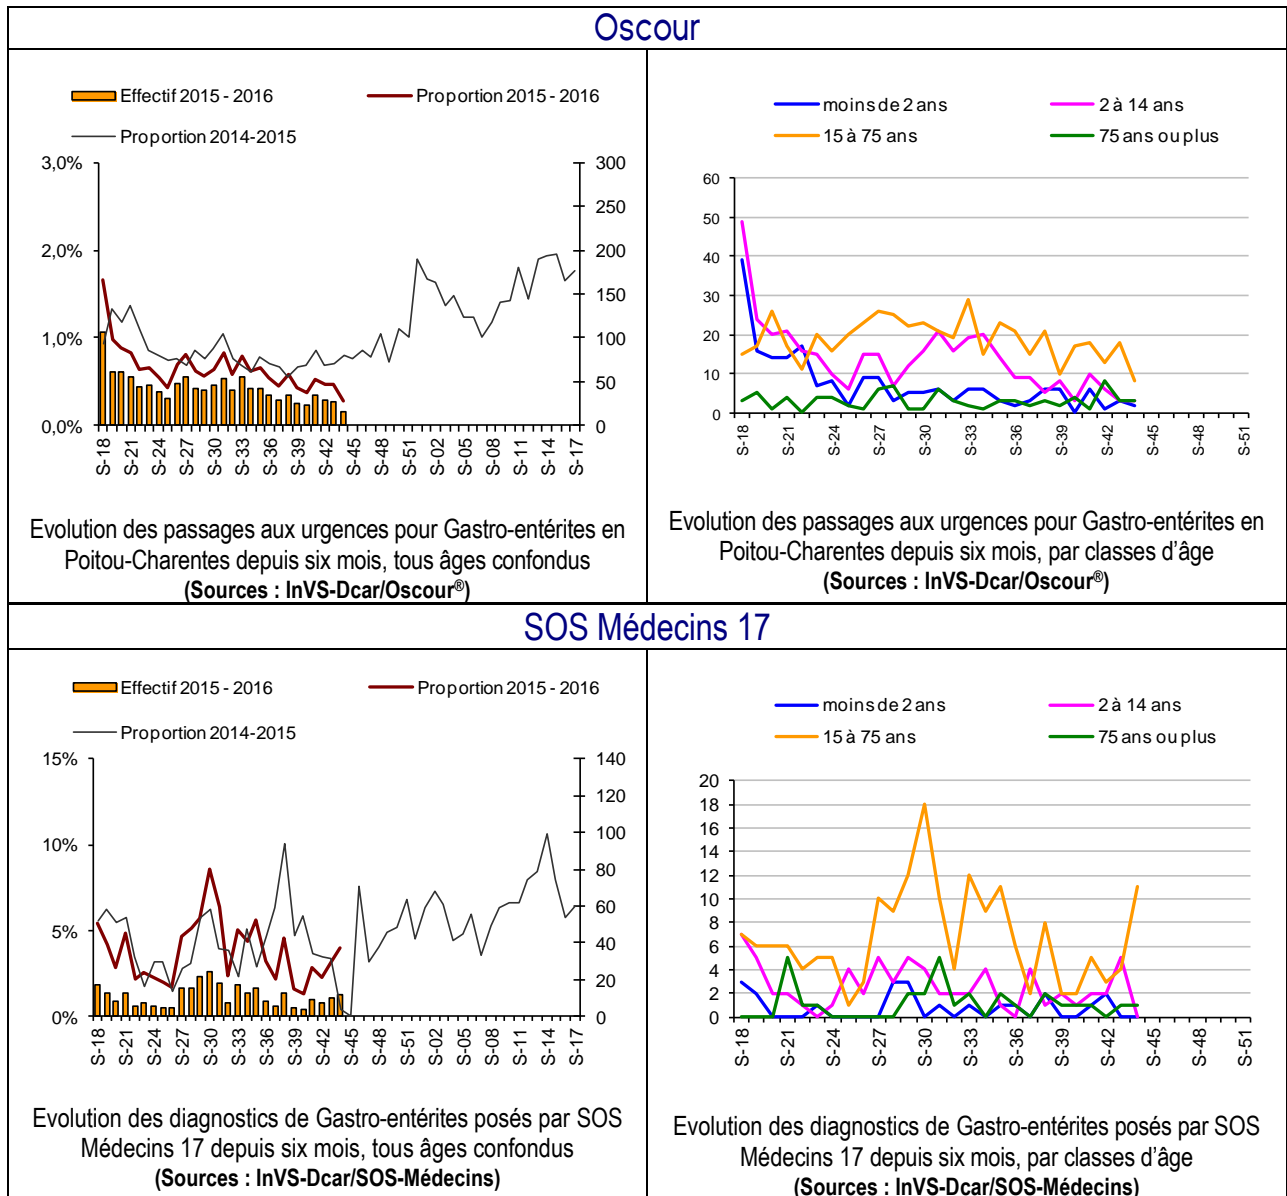 Oscour
Effectif 2015 - 2016
Proportion 2015 - 2016
Proportion 2014-2015
3,0%
2,0%
1,0%
0,0%
300
250
200
150
100
50
0
S-18
S-21
S-24
S-27
S-30
S-33
S-36
S-39
S-42
S-45
S-48
S-51
S-02
S-05
S-08
S-11
S-14
S-17
Evolution des passages aux urgences pour Gastro-entérites en
Poitou-Charentes depuis six mois, tous âges confondus
(Sources : InVS-Dcar/Oscour®)
moins de 2 ans
2 à 14 ans
15 à 75 ans
75 ans ou plus
60
50
40
30
20
10
0
S-18
S-21
S-24
S-27
S-30
S-33
S-36
S-39
S-42
S-45
S-48
S-51
Evolution des passages aux urgences pour Gastro-entérites en
Poitou-Charentes depuis six mois, par classes d’âge
(Sources : InVS-Dcar/Oscour®)
SOS Médecins 17
Effectif 2015 - 2016
Proportion 2015 - 2016
Proportion 2014-2015
15%
10%
5%
0%
140
120
100
80
60
40
20
0
S-18
S-21
S-24
S-27
S-30
S-33
S-36
S-39
S-42
S-45
S-48
S-51
S-02
S-05
S-08
S-11
S-14
S-17
Evolution des diagnostics de Gastro-entérites posés par SOS
Médecins 17 depuis six mois, tous âges confondus
(Sources : InVS-Dcar/SOS-Médecins)
moins de 2 ans
2 à 14 ans
15 à 75 ans
75 ans ou plus
20
18
16
14
12
10
8
6
4
2
0
S-18
S-21
S-24
S-27
S-30
S-33
S-36
S-39
S-42
S-45
S-48
S-51
Evolution des diagnostics de Gastro-entérites posés par SOS
Médecins 17 depuis six mois, par classes d’âge
(Sources : InVS-Dcar/SOS-Médecins)